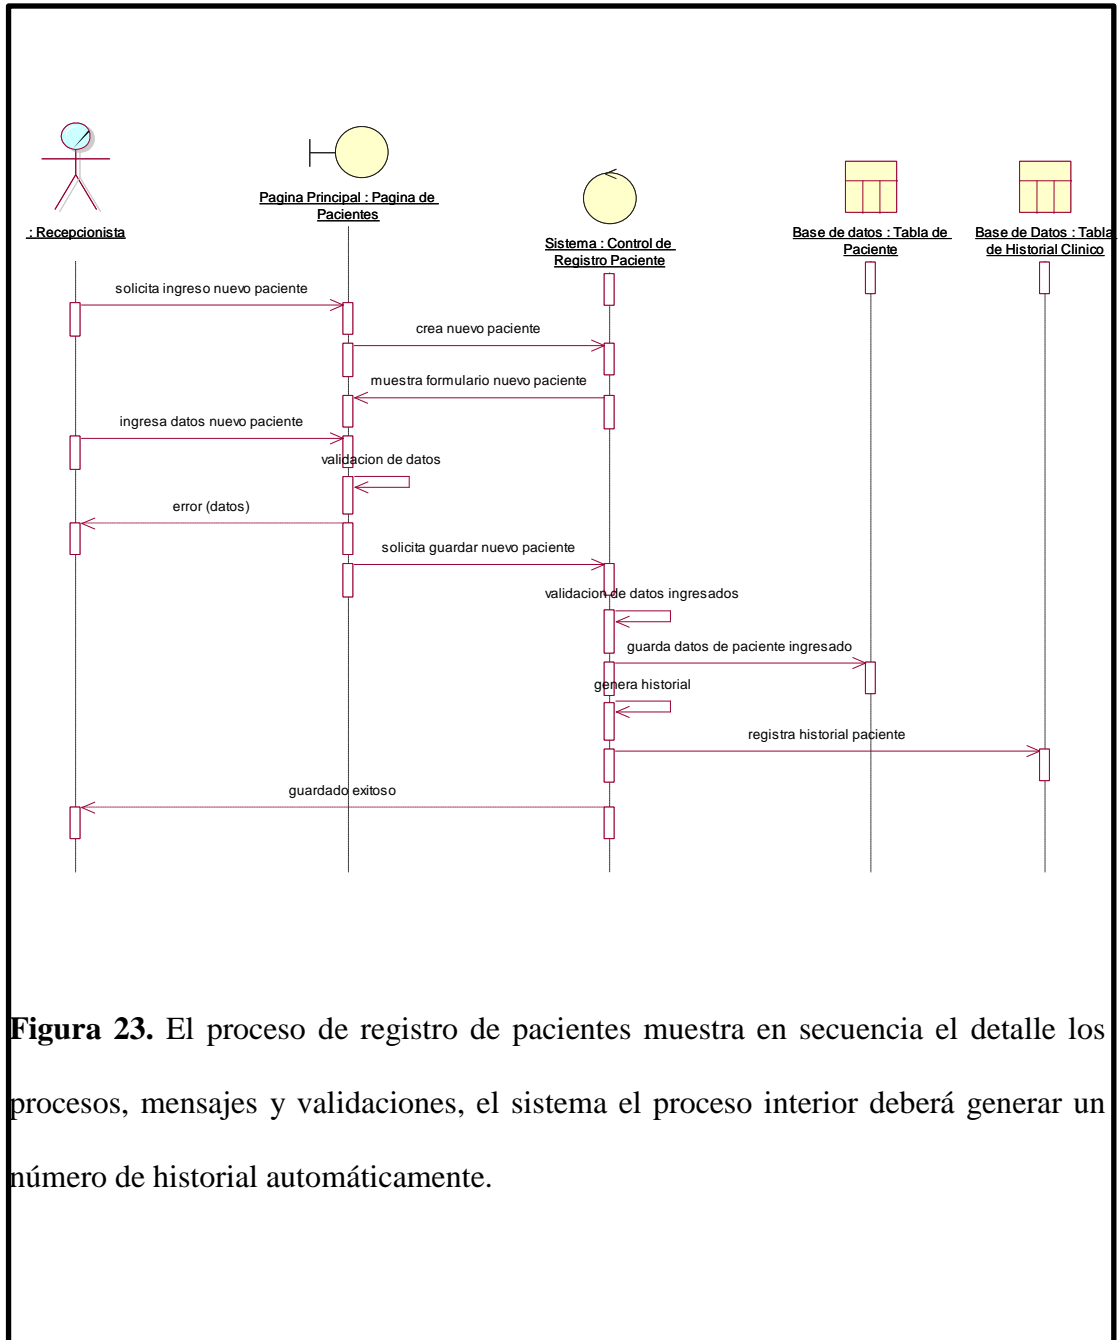 : Recepcionista
Pagina Principal : Pagina de
Pacientes
Sistema : Control de
Registro Paciente
Base de datos : Tabla de
Paciente
Base de Datos : Tabla
de Historial Clinico
solicita ingreso nuevo paciente
crea nuevo paciente
muestra formulario nuevo paciente
ingresa datos nuevo paciente
validacion de datos
error (datos)
solicita guardar nuevo paciente
validacion de datos ingresados
guarda datos de paciente ingresado
genera historial
registra historial paciente
guardado exitoso
Figura 23. El proceso de registro de pacientes muestra en secuencia el detalle los
procesos, mensajes y validaciones, el sistema el proceso interior deberá generar un
número de historial automáticamente.